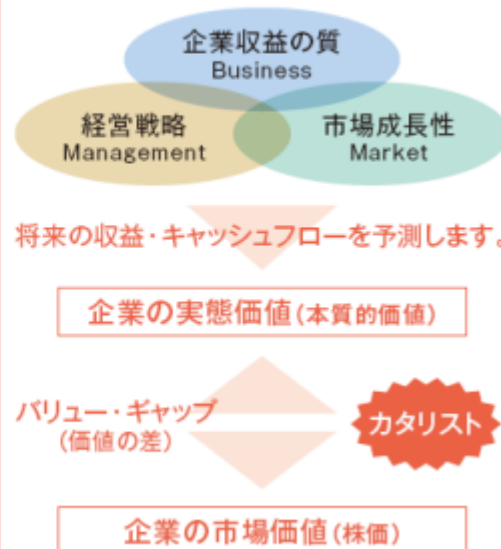 企業収益の質
Business
経営戦略
Management
市場成長性
Market
将来の収益・キャッシュフローを予測します。
企業の実態価値(本質的価値)
バリュー・ギャップ
(価値の差)
カタリスト
企業の市場価値(株価)